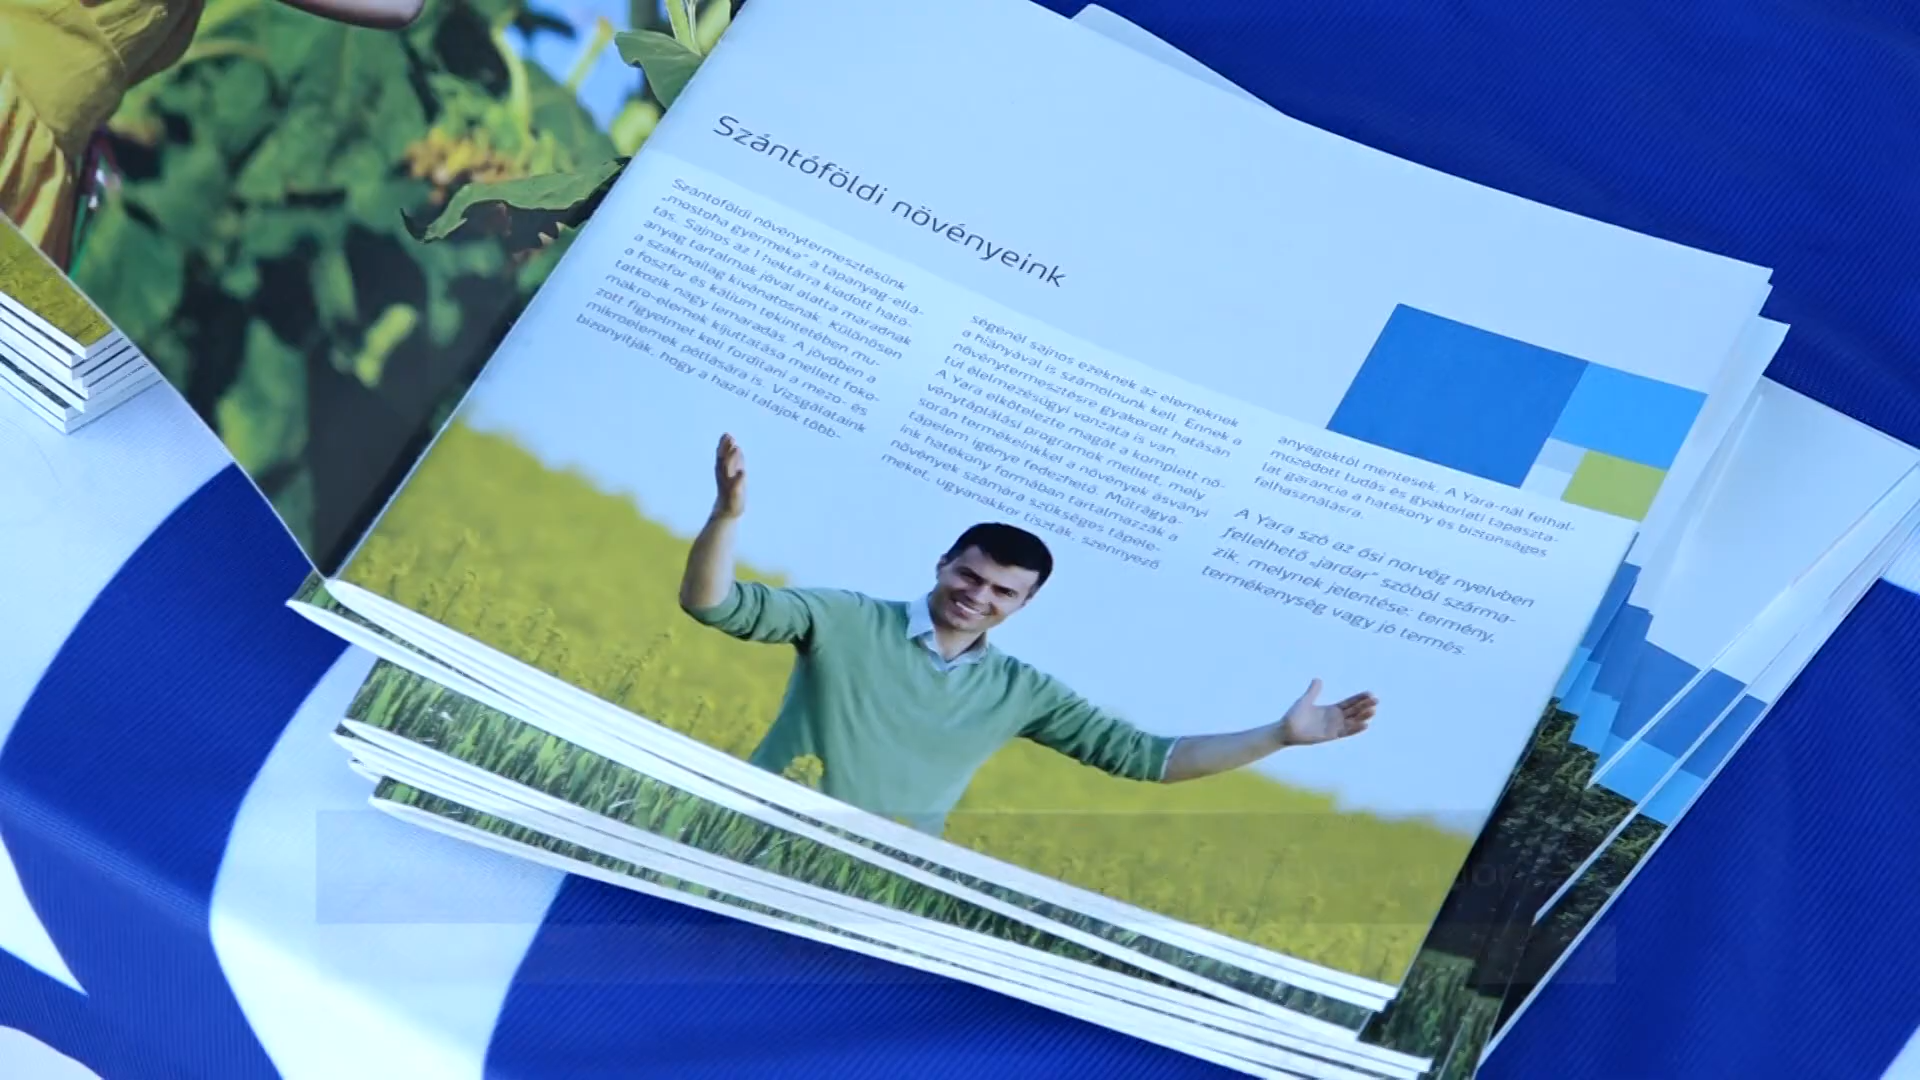 Szántóföldi növényeink
Szántóföldi növénytermesztésünk
„mostoha gyermeke” a tápanyag-ellá-
tás. Sajnos az 1 hektárra kiadott ható-
anyag tartalmak jóval alatta maradnak
a szakmailag kívánatosnak. Különösen
a foszfor és kálium tekintetében mu-
tatkozik nagy lemaradás. A jövőben a
makro-elemek kijuttatása mellett foko-
zott figyelmet kell fordítani a mezo- és
mikroelemek pótlására is. Vizsgálataink
bizonyítják, hogy a hazai talajok több-
ségénél sajnos ezeknek az elemeknek
a hiányával is számolnunk kell. Ennek a
növénytermesztésre gyakorolt hatásán
túl élelmezésügyi vonzata is van.
A Yara elkötelezte magát a komplett nö-
vénytáplálási programok mellett, mely
során termékeinkkel a növények ásványi
tápelem igénye fedezhető. Műtrágyá-
ink hatékony formában tartalmazzák a
növények számára szükséges tápele-
meket, ugyanakkor tiszták, szennyező
anyagoktól mentesek. A Yara-nál felhal-
mozódott tudás és gyakorlati tapaszta-
lat garancia a hatékony és biztonságos
felhasználásra.
A Yara szó az ősi norvég nyelvben
fellelhető „jardar” szóból szárma-
zik, melynek jelentése: termény,
termékenység vagy jó termés.